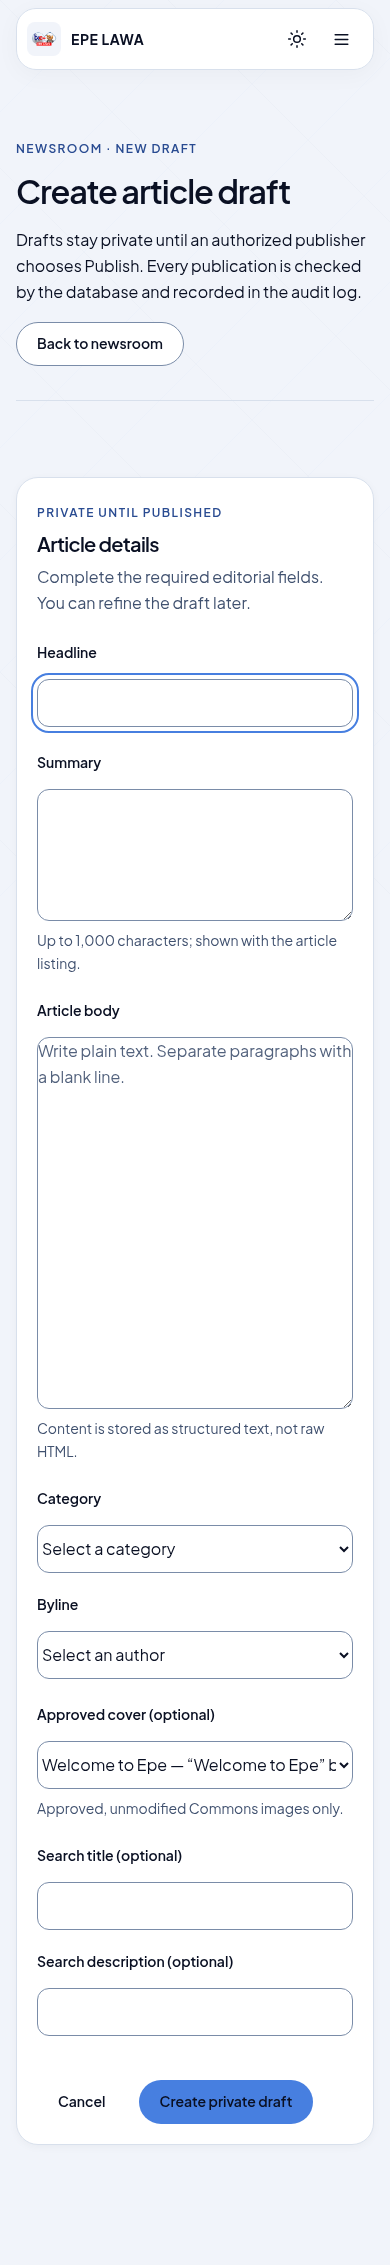 EPE LAWA
NEWSROOM · NEW DRAFT
Create article draft
Drafts stay private until an authorized publisher
chooses Publish. Every publication is checked
by the database and recorded in the audit log.
Back to newsroom
PRIVATE UNTIL PUBLISHED
Article details
Complete the required editorial fields.
You can refine the draft later.
Headline
Summary
Up to 1,000 characters; shown with the article
listing.
Article body
Write plain text. Separate paragraphs with
a blank line.
Content is stored as structured text, not raw
HTML.
Category
Select a category
Byline
Select an author
Approved cover (optional)
Welcome to Epe — “Welcome to Epe” b
Approved, unmodified Commons images only.
Search title (optional)
Search description (optional)
Cancel
Create private draft